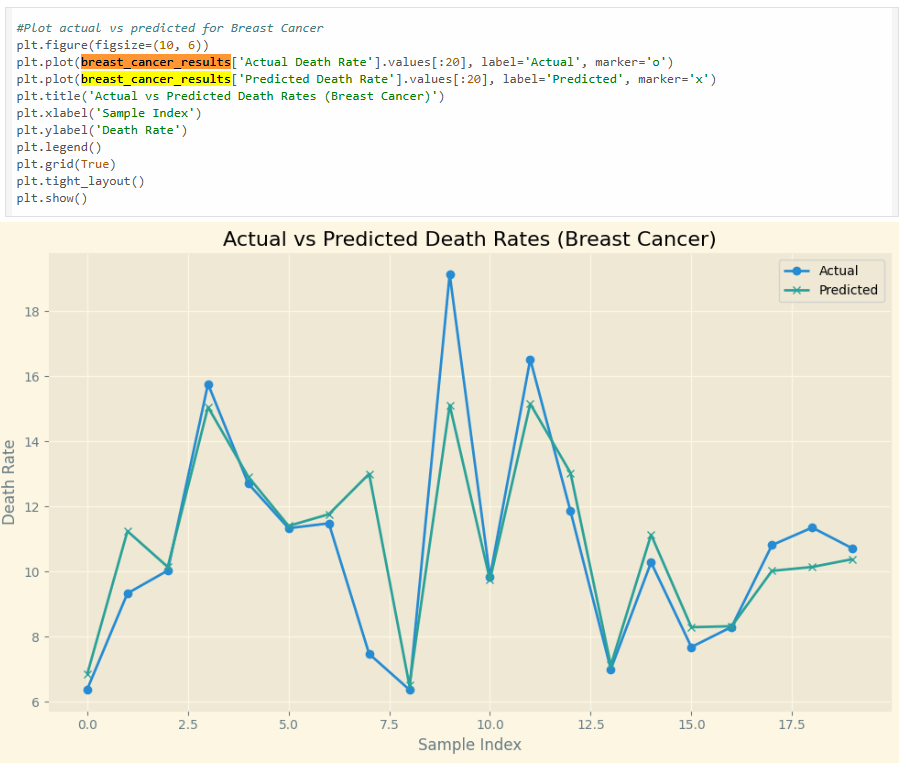 #Plot actual vs predicted for Breast Cancer
plt.figure(figsize=(10, 6))
plt.plot(breast_cancer_results['Actual Death Rate'].values[:20], label='Actual', marker='o')
plt.plot(breast_cancer_results['Predicted Death Rate'].values[:20], label='Predicted', marker='x')
plt.title('Actual vs Predicted Death Rates (Breast Cancer)')
plt.xlabel('Sample Index')
plt.ylabel('Death Rate')
plt.legend()
plt.grid(True)
plt.tight_layout()
plt.show()
Actual vs Predicted Death Rates (Breast Cancer)
Actual
Predicted
18
16
14
12
10
8
6
Death Rate
0.0 2.5 5.0 7.5 10.0 12.5 15.0 17.5
Sample Index